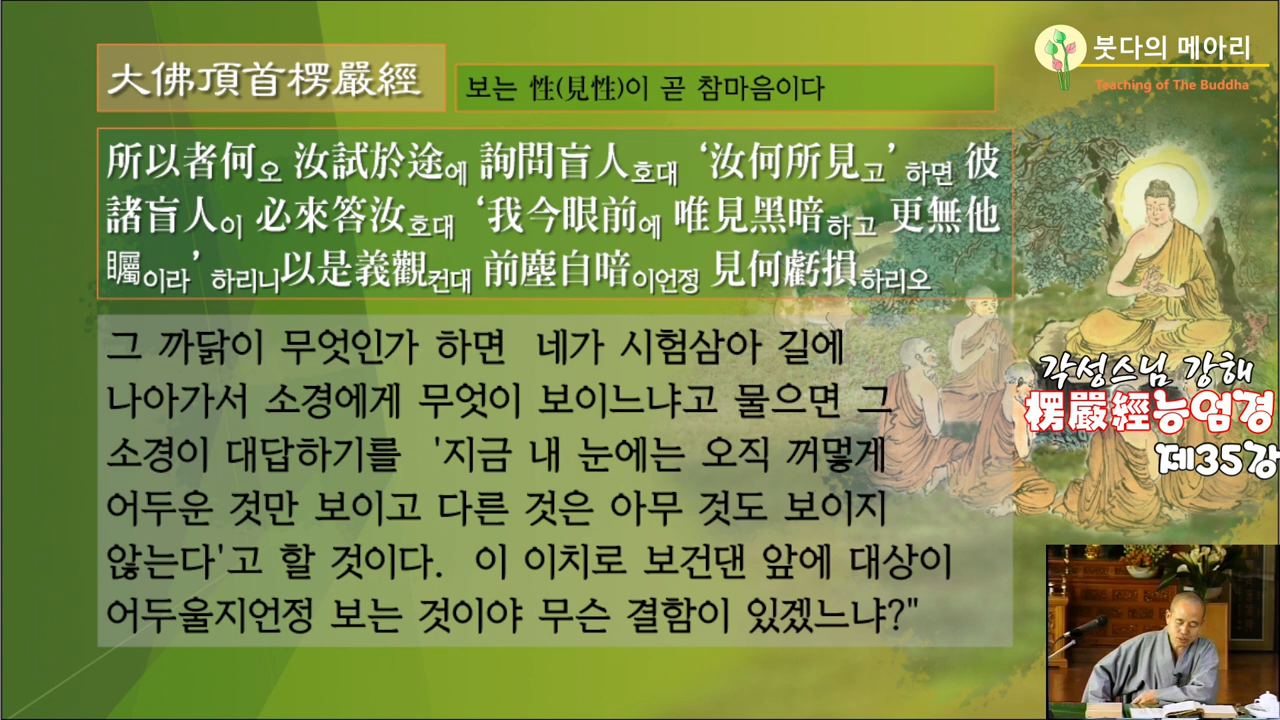 大佛頂首楞嚴經
보는 性(見性)이 곧 참마음이다
붓다의 메아리
Teaching of The Buddha
所以者何오 汝試於途에 詢問盲人호대 ‘汝何所見고’하면 彼
諸盲人이 必來答汝호대 ‘我今眼前에 唯見黑暗하고 更無他
矚이라’하리니以是義觀컨대 前塵自暗이언정 見何虧損하리오
그 까닭이 무엇인가 하면 네가 시험삼아 길에
나아가서 소경에게 무엇이 보이느냐고 물으면 그
소경이 대답하기를 '지금 내 눈에는 오직 꺼멓게
어두운 것만 보이고 다른 것은 아무 것도 보이지
않는다'고 할 것이다. 이 이치로 보건댄 앞에 대상이
어두울지언정 보는 것이야 무슨 결함이 있겠느냐?"
각성스님 강해
楞嚴經능엄경
제35강